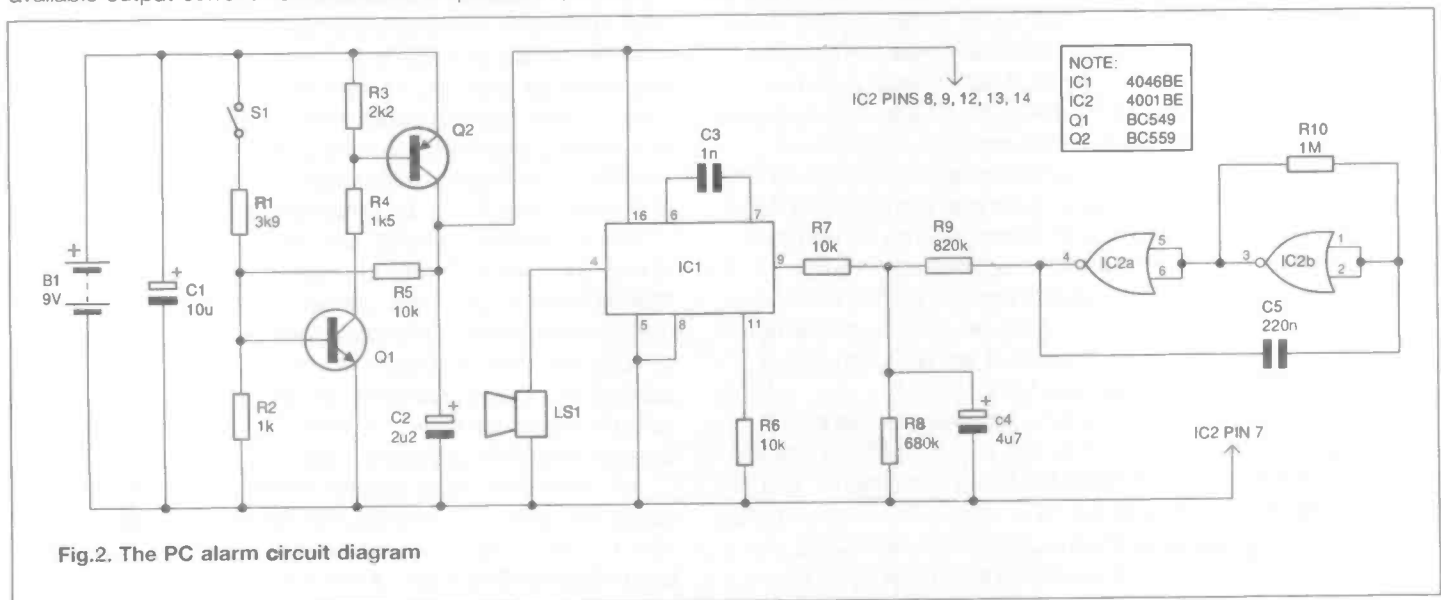 available output
IC2 PINS 8, 9, 12, 13, 14
NOTE:
IC1 4046BE
IC2 4001BE
Q1 BC549
Q2 BC559
S1
R3
2k2
Q2
C3
1n
R10
1M
R1
3k9
R4
1k5
16
6
7
R7
10k
R9
820k
4
IC1
9
4
IC2a
5
6
3
IC2b
1
2
B1
9V
C1
10u
R5
10k
5
8
11
C5
220n
Q1
R2
1k
C2
2u2
LS1
R6
10k
R8
680k
c4
4u7
IC2 PIN 7
Fig.2. The PC alarm circuit diagram